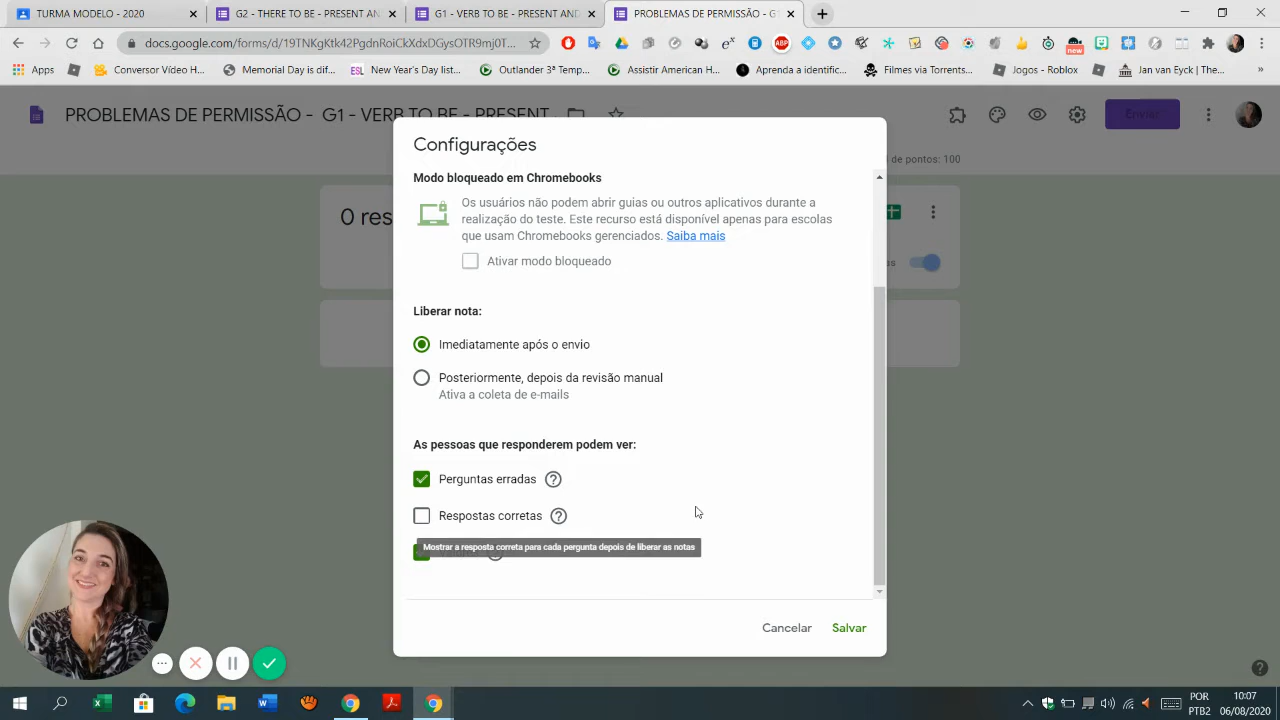 TURMA MODELO - 2020
G2 - THERE TO BE - PRESENT AN
G1 - VERB TO BE - PRESENT AND
PROBLEMAS DE PERMISSÃO - G1
docs.google.com/forms/d/19TNKgKtk42PgHaRoiCXdxDGysOTR9mj0T...
Apps
Conversor Vídeo H...
Memorial Day is dif...
ESL New Year's Day les...
Outlander 3ª Temp...
Assistir American H...
Aprenda a identific...
Filmes via Torrents...
Jogos - Roblox
Jan van Eyck | The...
PROBLEMAS DE PERMISSÃO - G1 - VERB TO BE - PRESENT
Enviar
de pontos: 100
0 res
Configurações
Modo bloqueado em Chromebooks
Os usuários não podem abrir guias ou outros aplicativos durante a
realização do teste. Este recurso está disponível apenas para escolas
que usam Chromebooks gerenciados. Saiba mais
Ativar modo bloqueado
Liberar nota:
Imediatamente após o envio
Posteriormente, depois da revisão manual
Ativa a coleta de e-mails
As pessoas que responderem podem ver:
Perguntas erradas
Respostas corretas
Mostrar a resposta correta para cada pergunta depois de liberar as notas
Cancelar
Salvar
POR
PTB2
10:07
06/08/2020